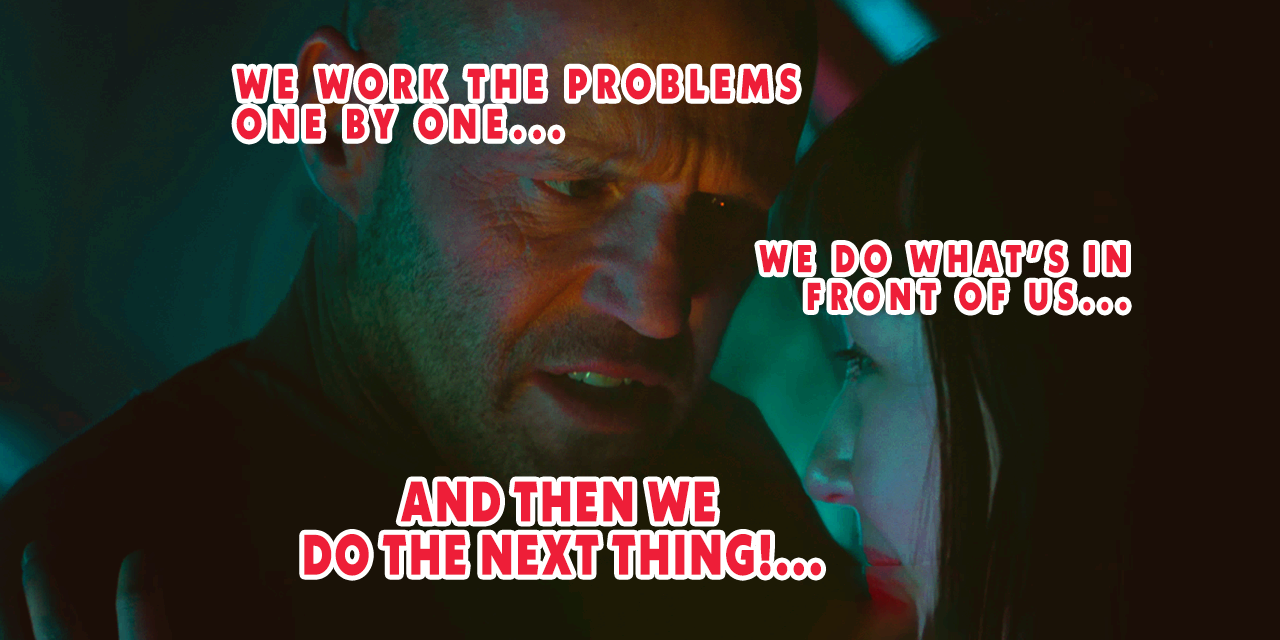 WE WORK THE PROBLEMS
ONE BY ONE...
WE DO WHAT'S IN
FRONT OF US...
AND THEN WE
DO THE NEXT THING!...